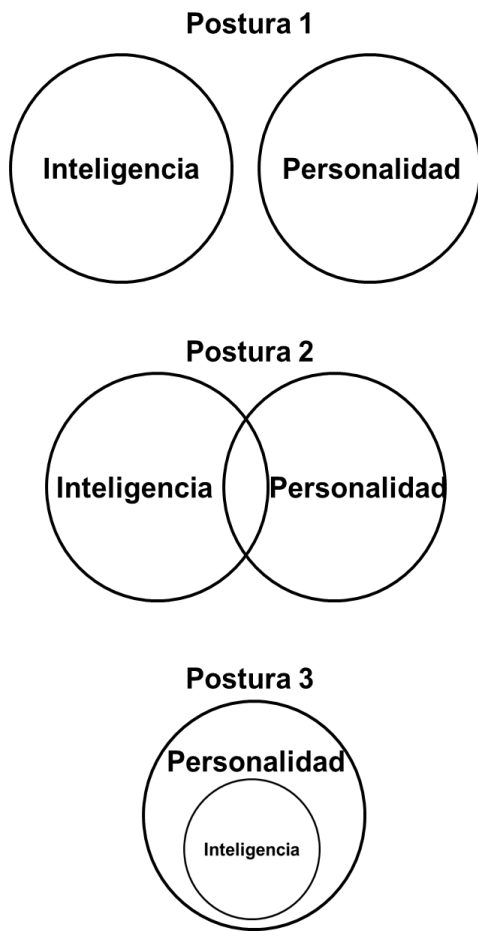 Postura 1
Inteligencia Personalidad
Postura 2
Inteligencia Personalidad
Postura 3
Personalidad
Inteligencia